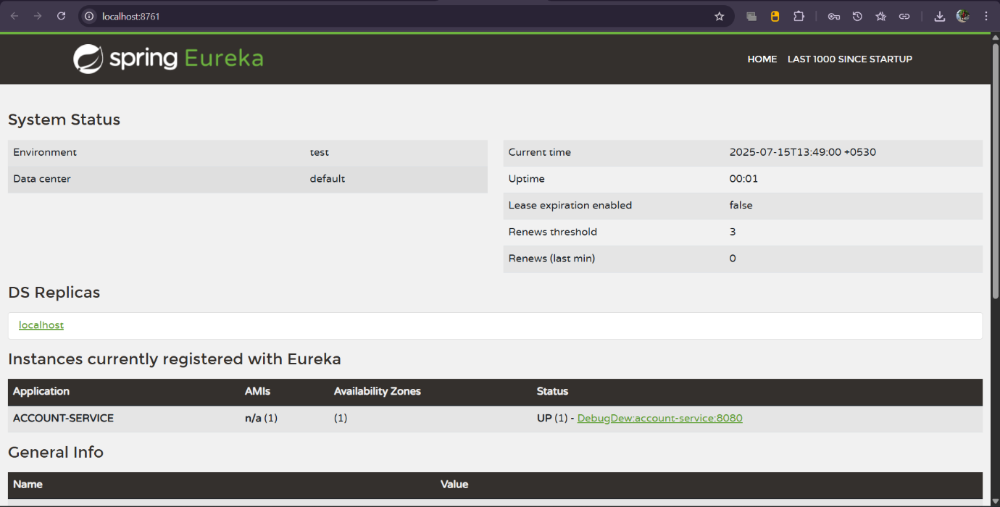 localhost:8761
spring Eureka
HOME LAST 1000 SINCE STARTUP
System Status
Environment test
Data center default
Current time 2025-07-15T13:49:00 +0530
Uptime 00:01
Lease expiration enabled false
Renews threshold 3
Renews (last min) 0
DS Replicas
localhost
Instances currently registered with Eureka
Application AMIs Availability Zones Status
ACCOUNT-SERVICE n/a (1) (1) UP (1) - DebugDew:account-service:8080
General Info
Name Value